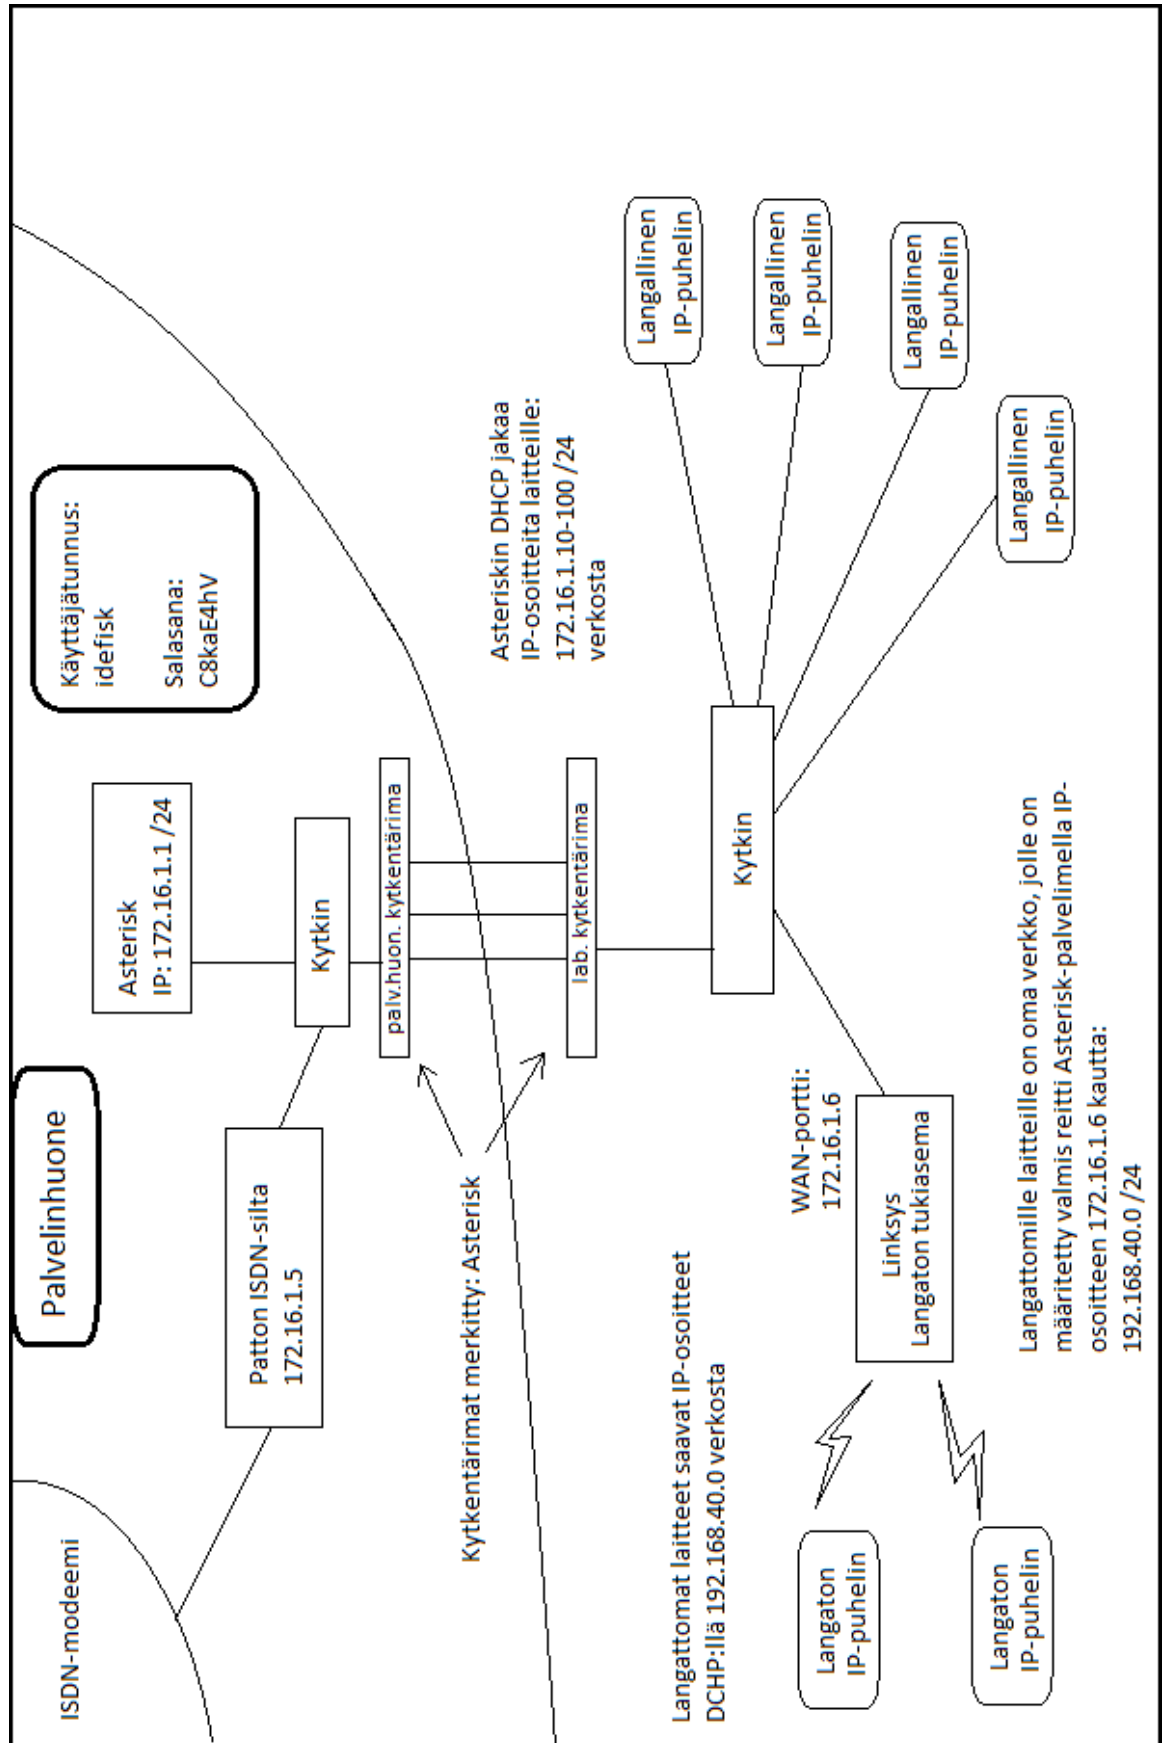 ISDN-modeemi
Palvelinhuone
Käyttäjätunnus:
idefisk
Salasana:
C8kaE4hV
Asterisk
IP: 172.16.1.1 /24
Patton ISDN-silta
172.16.1.5
Kytkin
palv.huon. kytkentärima
Kytkentärimat merkitty: Asterisk
lab. kytkentärima
Asteriskin DHCP jakaa
IP-osoitteita laitteille:
172.16.1.10-100 /24
verkosta
Langattomat laitteet saavat IP-osoitteet
DCHP:llä 192.168.40.0 verkosta
WAN-portti:
172.16.1.6
Kytkin
Langallinen
IP-puhelin
Langallinen
IP-puhelin
Langallinen
IP-puhelin
Langallinen
IP-puhelin
Linksys
Langaton tukiasema
Langaton
IP-puhelin
Langaton
IP-puhelin
Langattomille laitteille on oma verkko, jolle on
määritetty valmis reitti Asterisk-palvelimella IP-
osoitteen 172.16.1.6 kautta:
192.168.40.0 /24